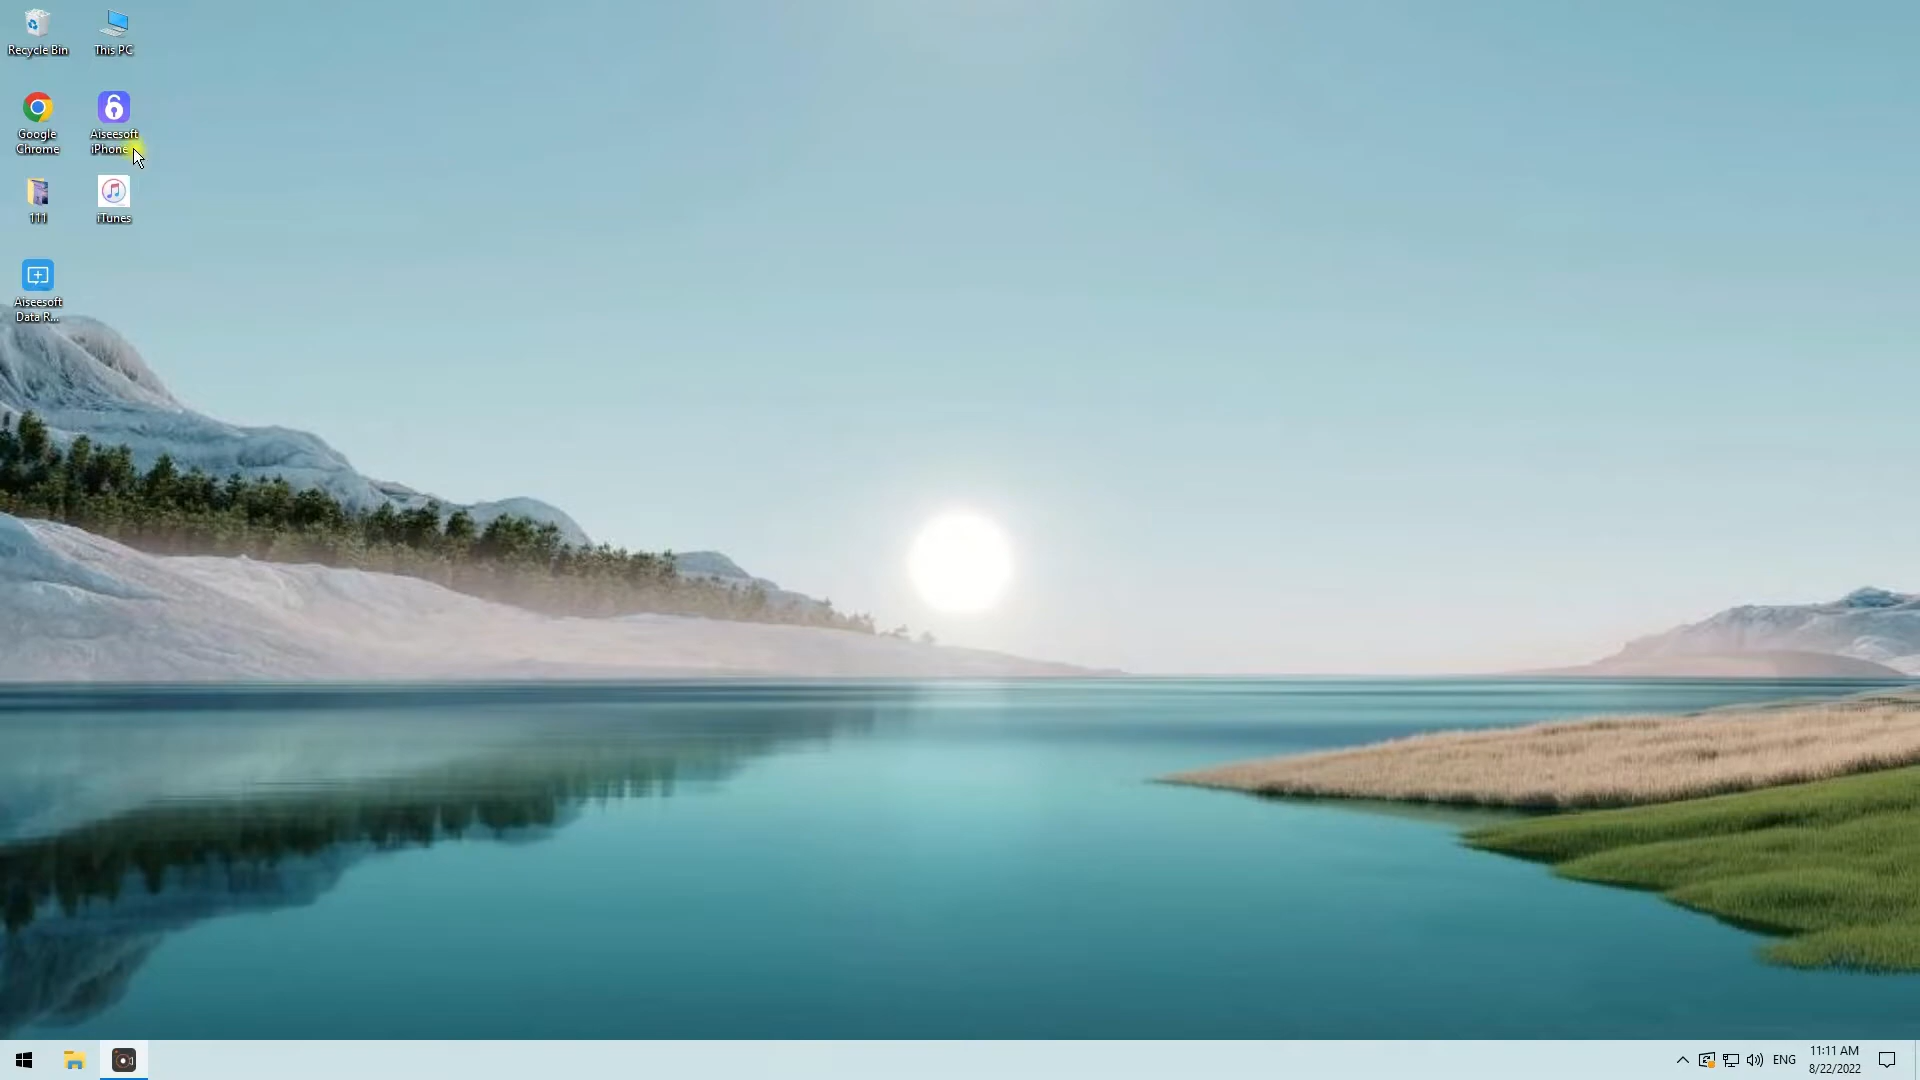 Recycle Bin
This PC
Google
Chrome
Aiseesoft
iPhone
111
iTunes
Aiseesoft
Data R...
ENG
11:11 AM
8/22/2022